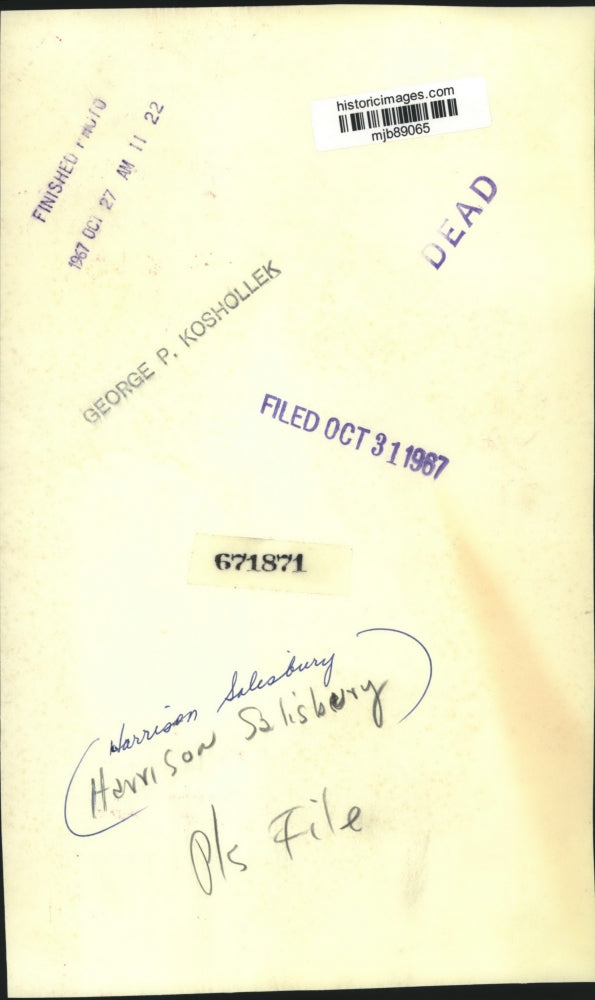 historicimages.com
mjb89065
FINISHED PHOTO
1967 OCT 27 AM 11 22
DEAD
GEORGE P. KOSHOLLEK
FILED OCT 31 1967
671871
(Harrison Salisbury
Harrison Salisbury)
Pls File